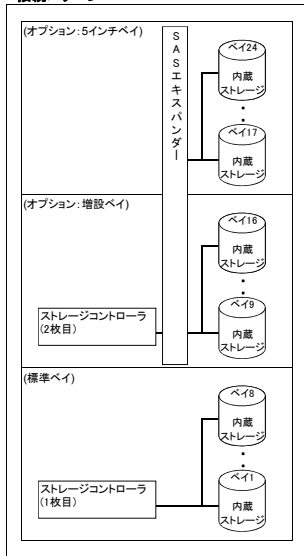 (オプション:5インチベイ)
SASエキスパンダー
ベイ24
内蔵
ストレージ
ベイ17
内蔵
ストレージ
(オプション:増設ベイ)
ベイ16
内蔵
ストレージ
ストレージコントローラ
(2枚目)
ベイ9
内蔵
ストレージ
(標準ベイ)
ベイ8
内蔵
ストレージ
ストレージコントローラ
(1枚目)
ベイ1
内蔵
ストレージ